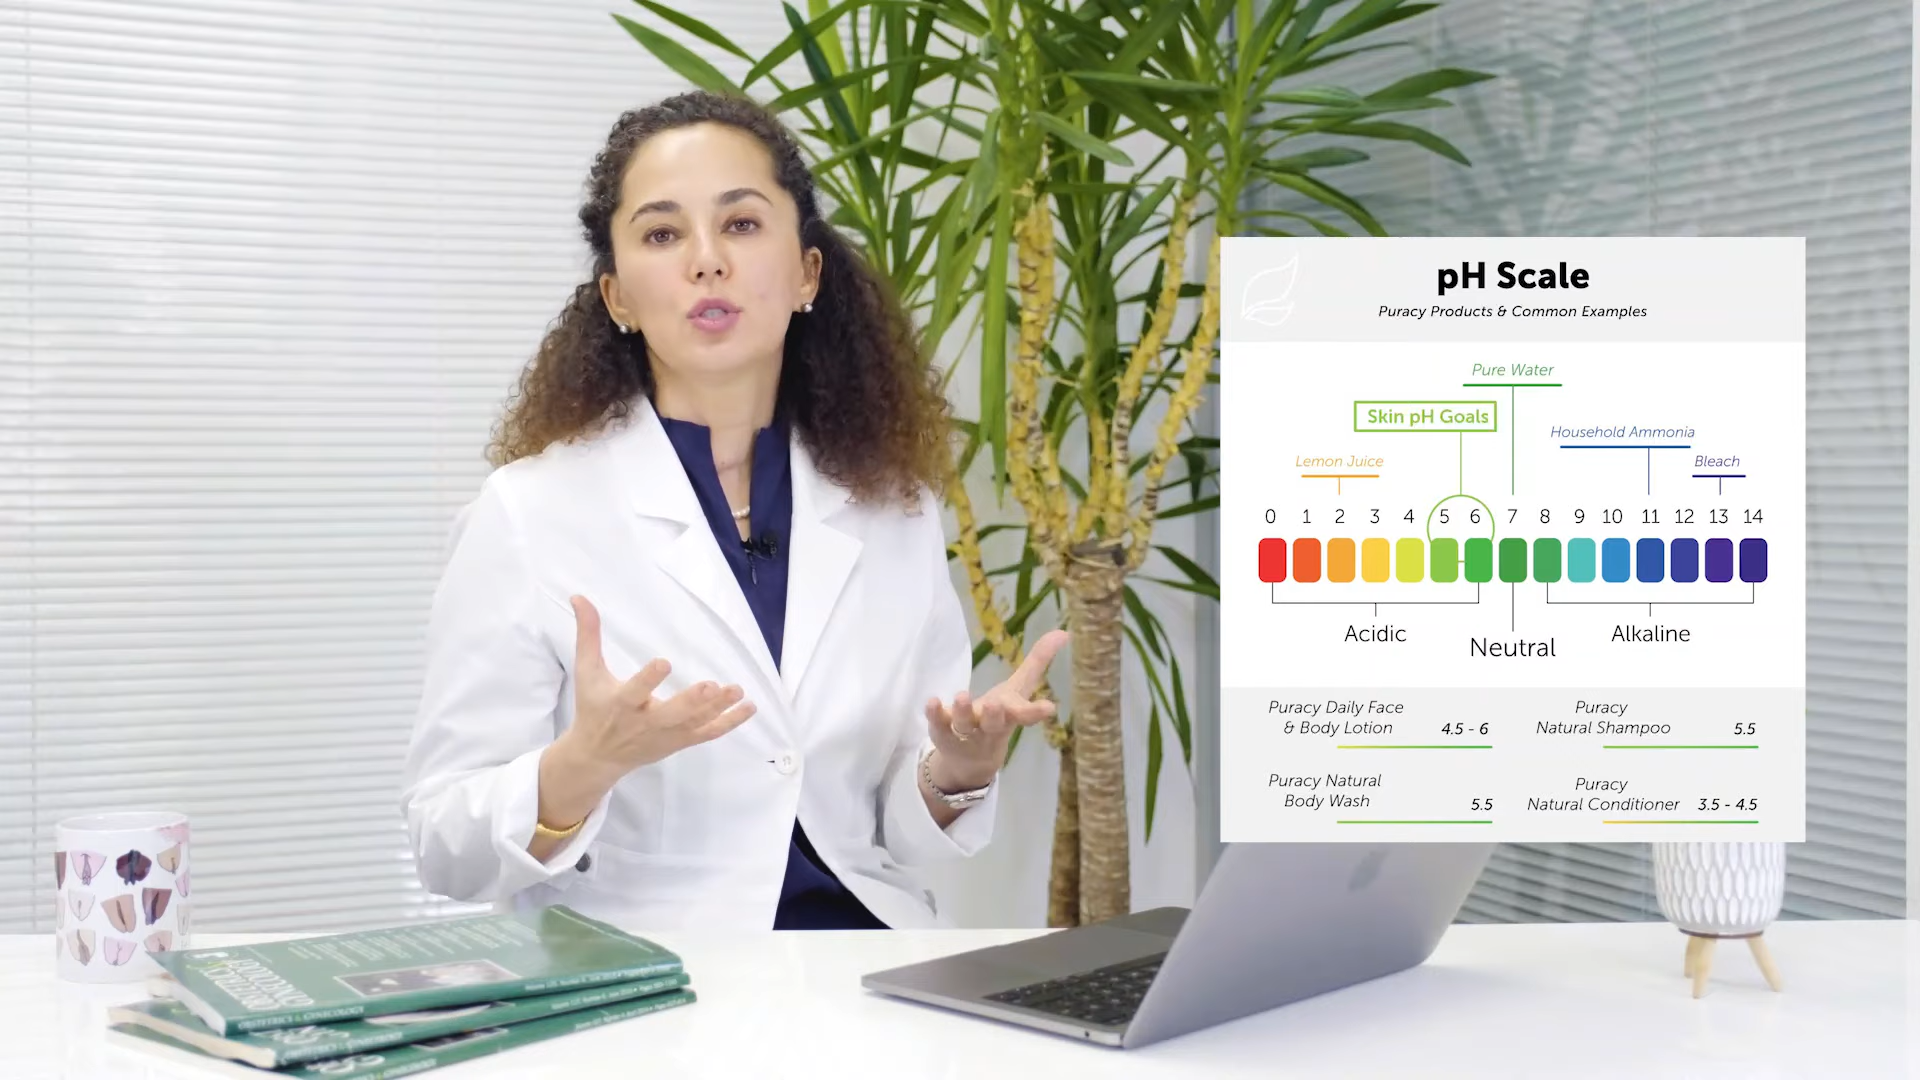 pH Scale
Puracy Products & Common Examples
Pure Water
Skin pH Goals
Household Ammonia
Lemon Juice
Bleach
0 1 2 3 4 5 6 7 8 9 10 11 12 13 14
Acidic
Neutral
Alkaline
Puracy Daily Face
& Body Lotion 4.5 - 6
Puracy
Natural Shampoo 5.5
Puracy Natural
Body Wash 5.5
Puracy
Natural Conditioner 3.5 - 4.5